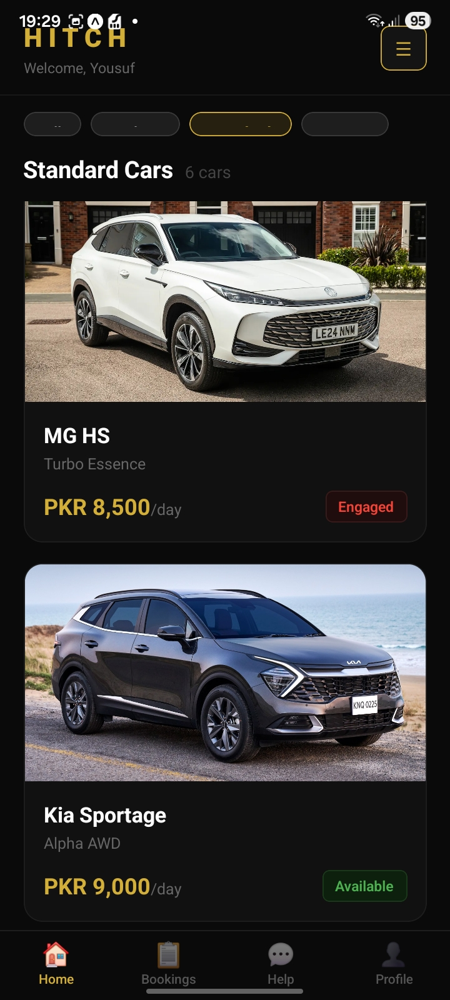 19:29
95
HITCH
Welcome, Yousuf
☰
Standard Cars 6 cars
LE24 NNM
MG HS
Turbo Essence
PKR 8,500/day
Engaged
KIA
KNQ 0225
Kia Sportage
Alpha AWD
PKR 9,000/day
Available
Home
Bookings
Help
Profile